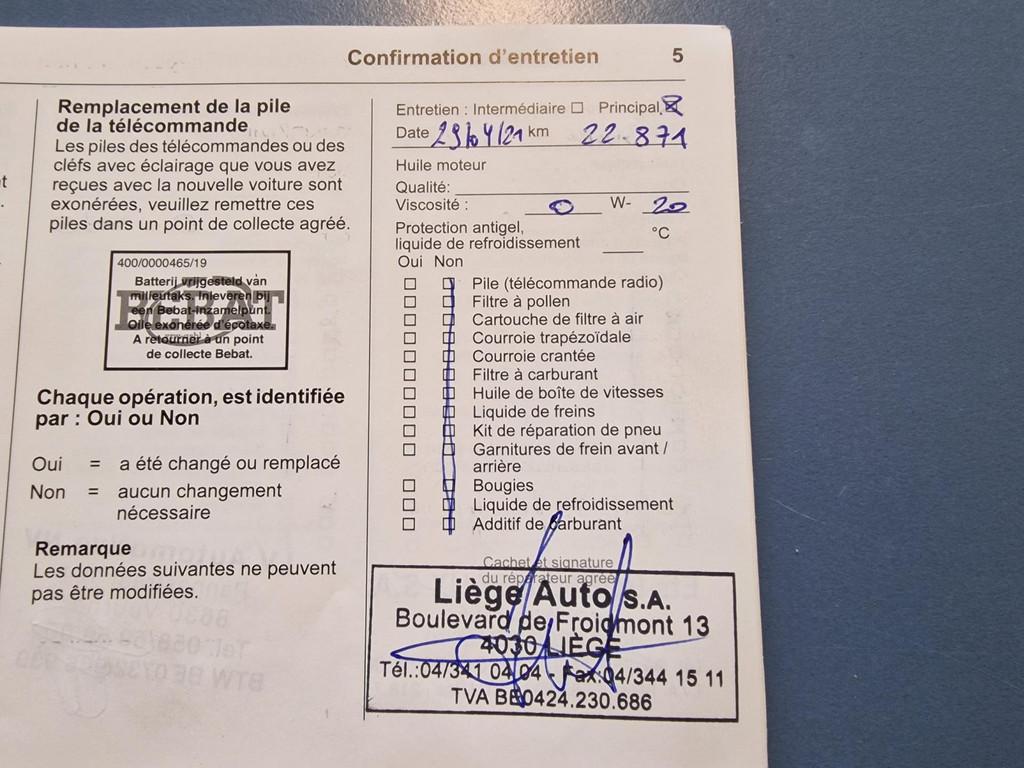 Confirmation d'entretien 5
Remplacement de la pile
de la télécommande
Les piles des télécommandes ou des
cléfs avec éclairage que vous avez
reçues avec la nouvelle voiture sont
exonérées, veuillez remettre ces
piles dans un point de collecte agréé.
400/0000465/19
BEBAT
Batterij vrijgesteld van
milieutaks. Inleveren bij
een Bebat-inzamelpunt.
Oile exonérée d'écotaxe.
A retourner à un point
de collecte Bebat.
Chaque opération, est identifiée
par : Oui ou Non
Oui = a été changé ou remplacé
Non = aucun changement
nécessaire
Remarque
Les données suivantes ne peuvent
pas être modifiées.
Entretien : Intermédiaire Principal
Date 29/04/21 km 22.871
Huile moteur
Qualité:
Viscosité : 0 W- 20
Protection antigel,
liquide de refroidissement °C
Oui Non
Pile (télécommande radio)
Filtre à pollen
Cartouche de filtre à air
Courroie trapézoïdale
Courroie crantée
Filtre à carburant
Huile de boîte de vitesses
Liquide de freins
Kit de réparation de pneu
Garnitures de frein avant /
arrière
Bougies
Liquide de refroidissement
Additif de carburant
Cachet et signature
du réparateur agréé
Liège Auto S.A.
Boulevard de Froidmont 13
4030 LIÈGE
Tél.:04/341 04 04 - Fax:04/344 15 11
TVA BE0424.230.686